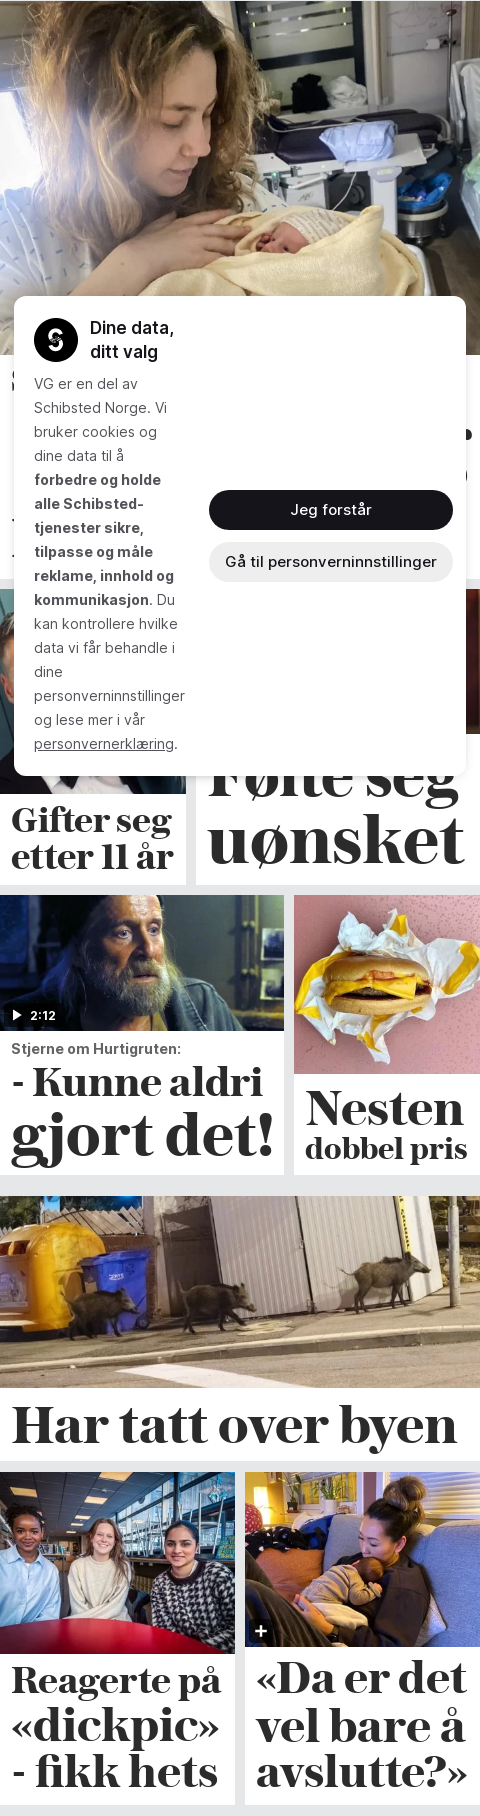 Dine data,
ditt valg
VG er en del av
Schibsted Norge. Vi
bruker cookies og
dine data til å
forbedre og holde
alle Schibsted-
tjenester sikre,
tilpasse og måle
reklame, innhold og
kommunikasjon. Du
kan kontrollere hvilke
data vi får behandle i
dine
personverninnstillinger
og lese mer i vår
personvernerklæring.
Jeg forstår
Gå til personverninnstillinger
Gifter seg
etter 11 år
Følte seg
uønsket
2:12
Stjerne om Hurtigruten:
- Kunne aldri
gjort det!
Nesten
dobbel pris
Har tatt over byen
Reagerte på
«dickpic»
- fikk hets
«Da er det
vel bare å
avslutte?»